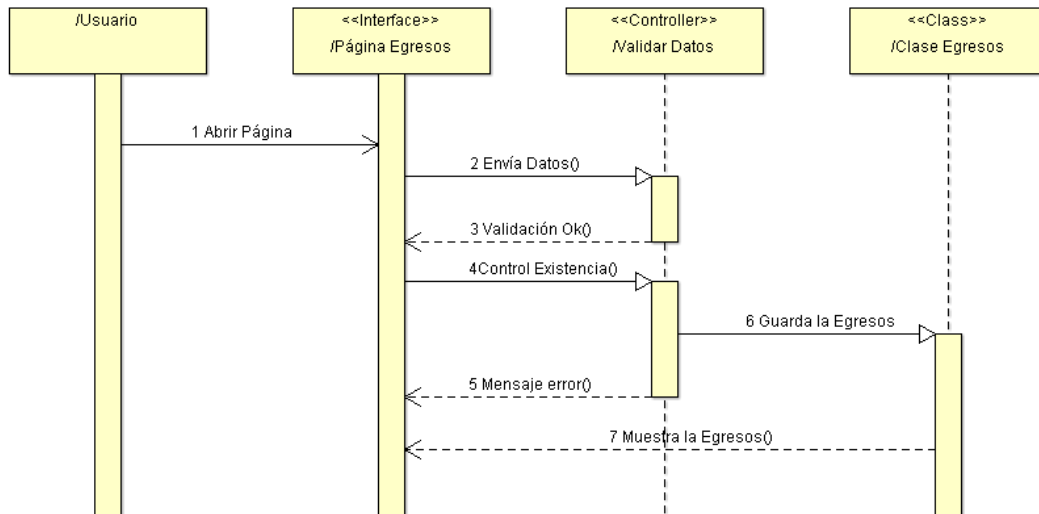 /Usuario
<<Interface>>
/Página Egresos
<<Controller>>
/Validar Datos
<<Class>>
/Clase Egresos
1 Abrir Página
2 Envía Datos()
3 Validación Ok()
4Control Existencia()
6 Guarda la Egresos
5 Mensaje error()
7 Muestra la Egresos()